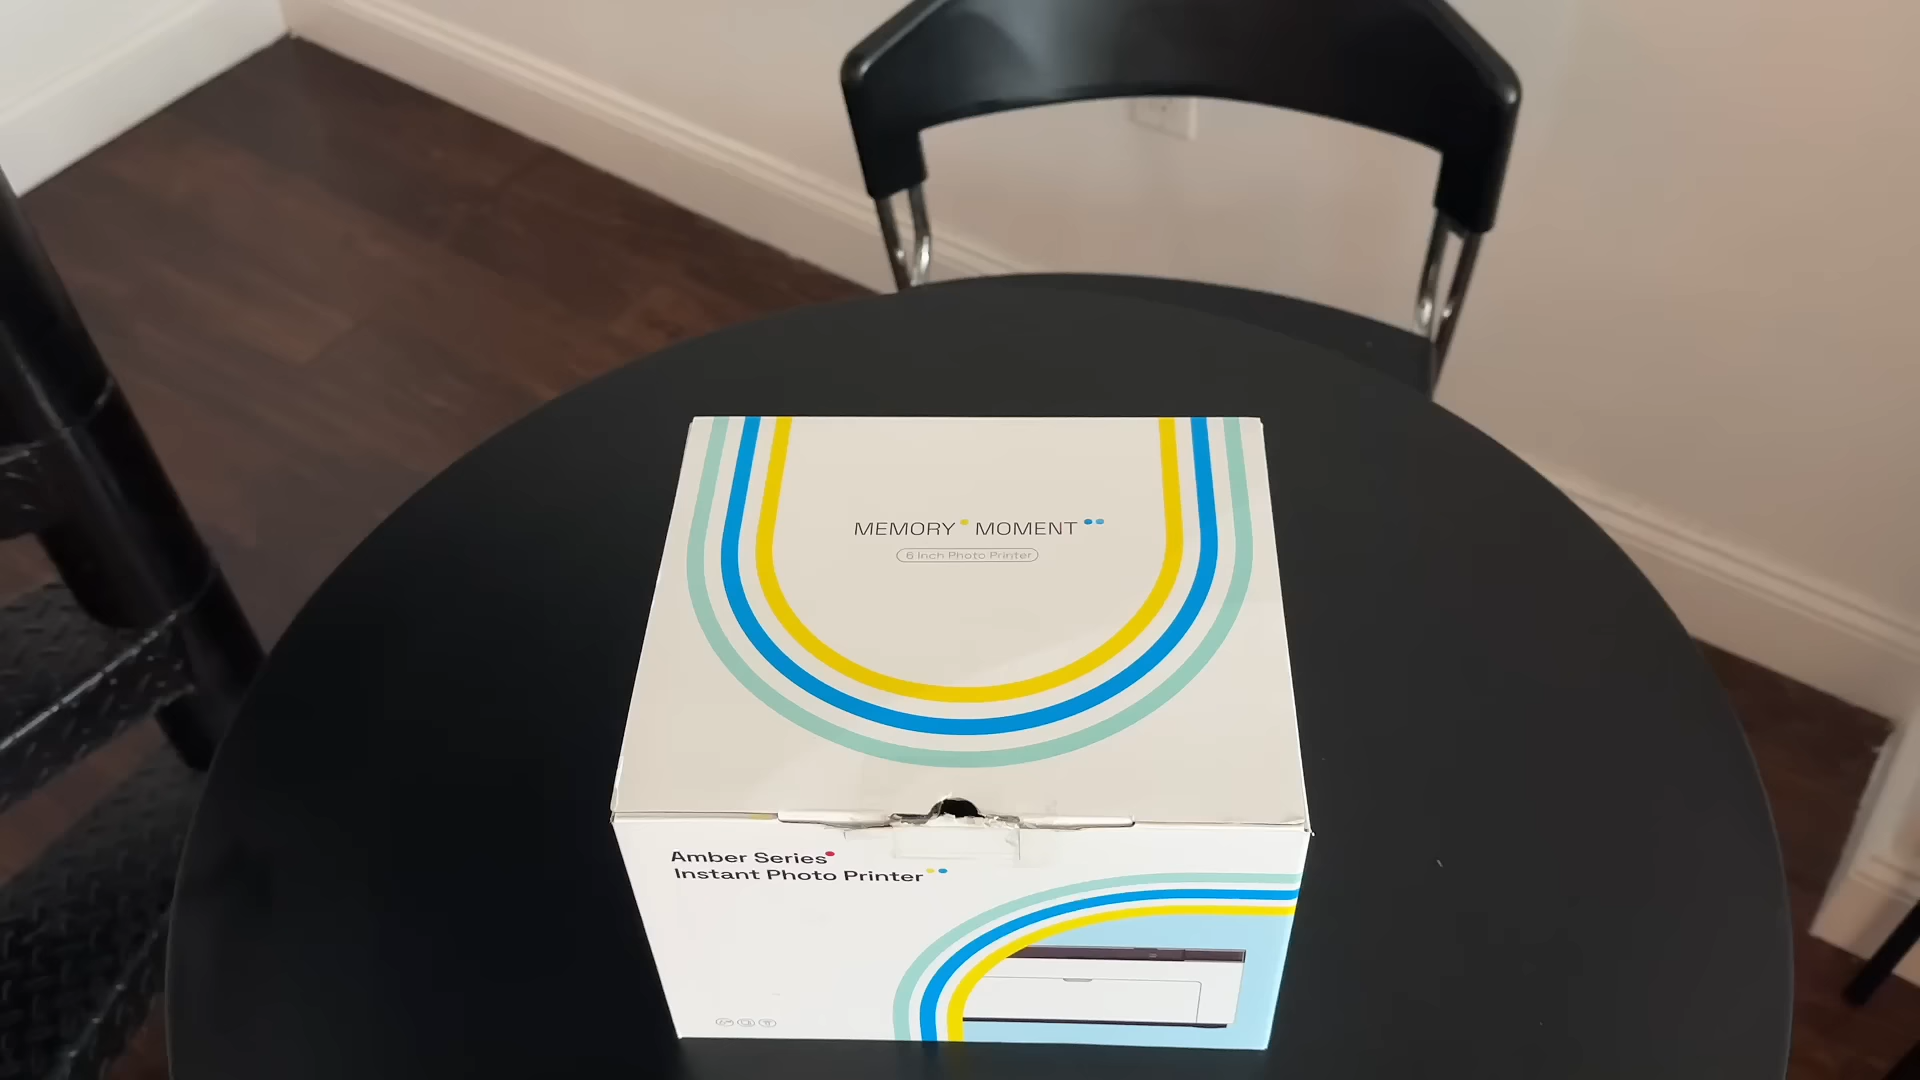 MEMORY MOMENT
6 Inch Photo Printer
Amber Series
Instant Photo Printer